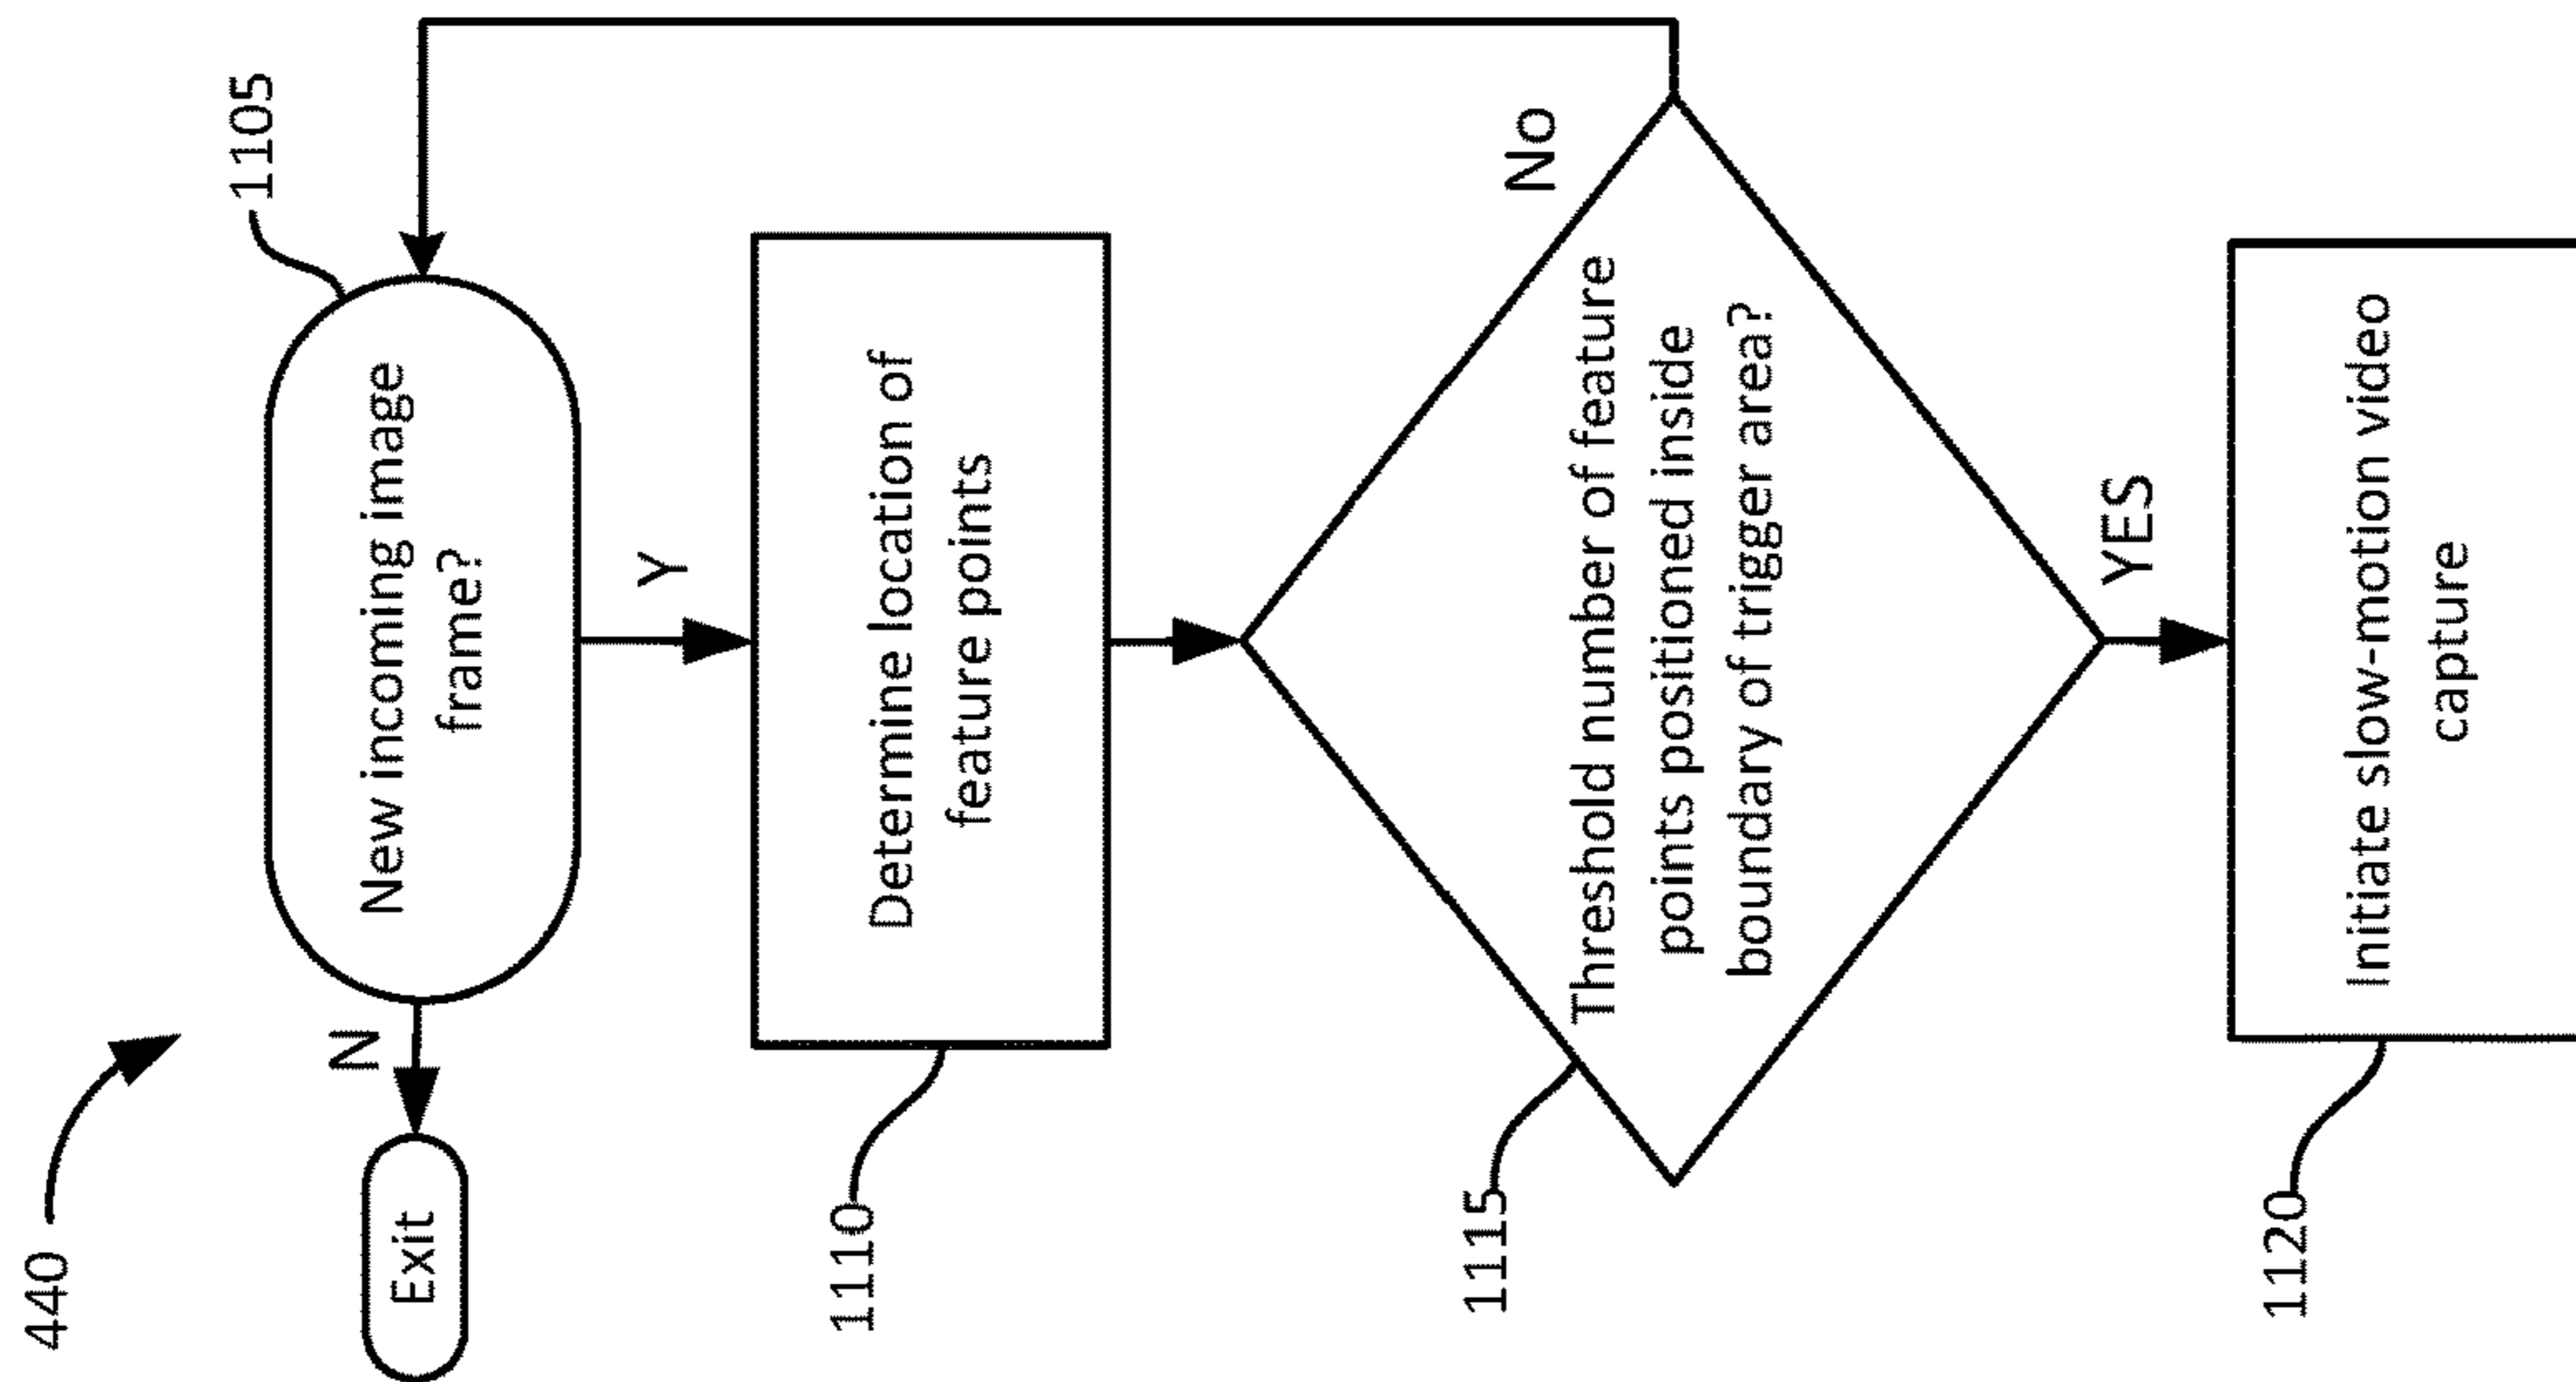 440
1105
New incoming image
frame?
N
Exit
Y
1110
Determine location of
feature points
1115
Threshold number of feature
points positioned inside
boundary of trigger area?
No
YES
1120
Initiate slow-motion video
capture